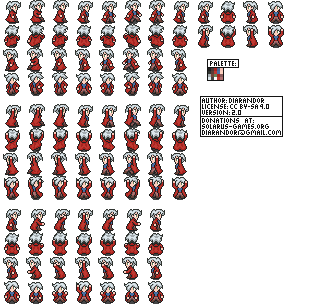 PALETTE:
AUTHOR: DIARANDOR
LICENSE: CC BY-SA 4.0
VERSION: 2.0
DONATIONS AT:
SOLARUS-GAMES.ORG
DIARANDOR@GMAIL.COM